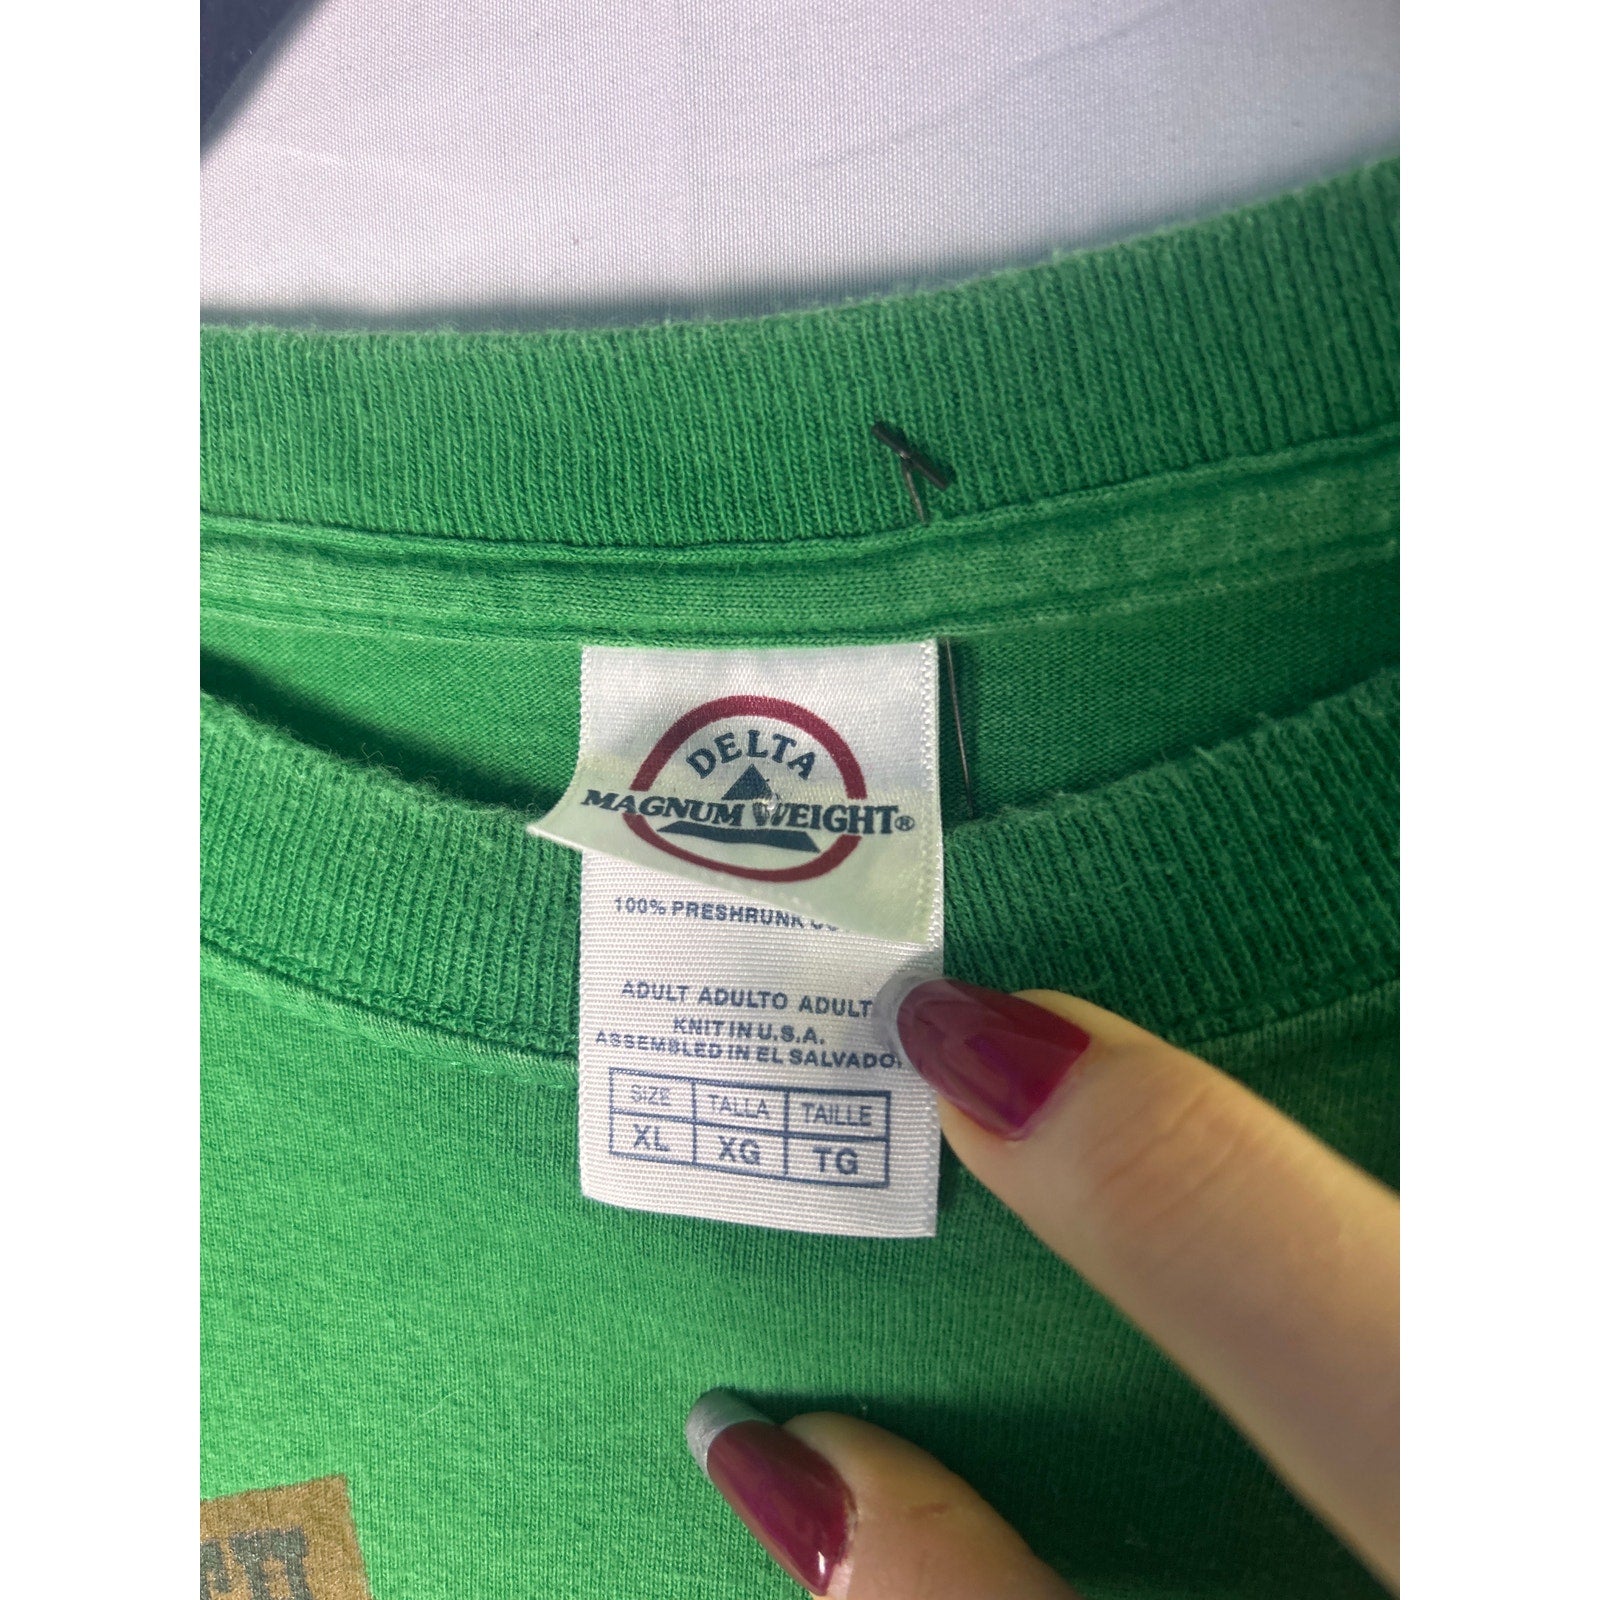 DELTA
MAGNUM WEIGHT®
100% PRESHRUNK
ADULT ADULTO ADULT
KNIT IN U.S.A.
ASSEMBLED IN EL SALVADOR
SIZE TALLA TAILLE
XL XG TG